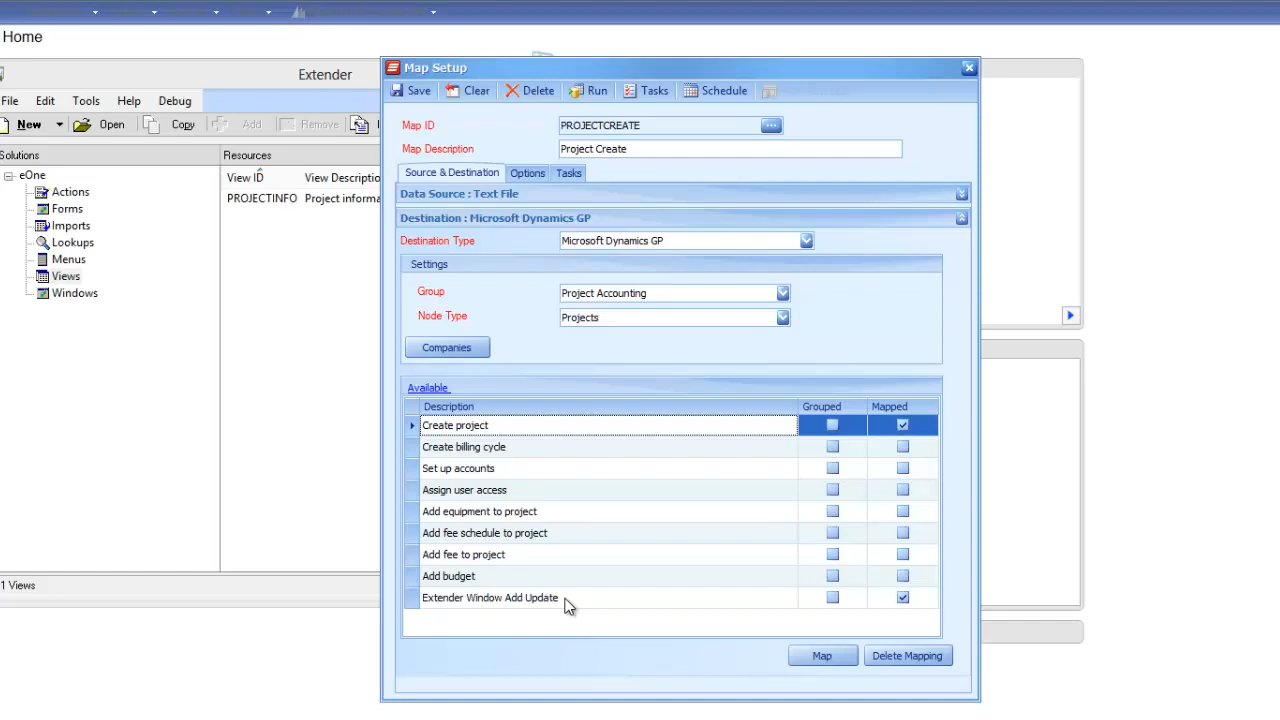 Home
Extender
File Edit Tools Help Debug
New Open Copy Add Remove
Solutions
Resources
eOne
Actions
Forms
Imports
Lookups
Menus
Views
Windows
View ID View Descriptio
PROJECTINFO Project informa
1 Views
Map Setup
Save Clear Delete Run Tasks Schedule
Map ID PROJECTCREATE
Map Description Project Create
Source & Destination Options Tasks
Data Source : Text File
Destination : Microsoft Dynamics GP
Destination Type Microsoft Dynamics GP
Settings
Group Project Accounting
Node Type Projects
Companies
Available
Description Grouped Mapped
Create project
Create billing cycle
Set up accounts
Assign user access
Add equipment to project
Add fee schedule to project
Add fee to project
Add budget
Extender Window Add Update
Map Delete Mapping